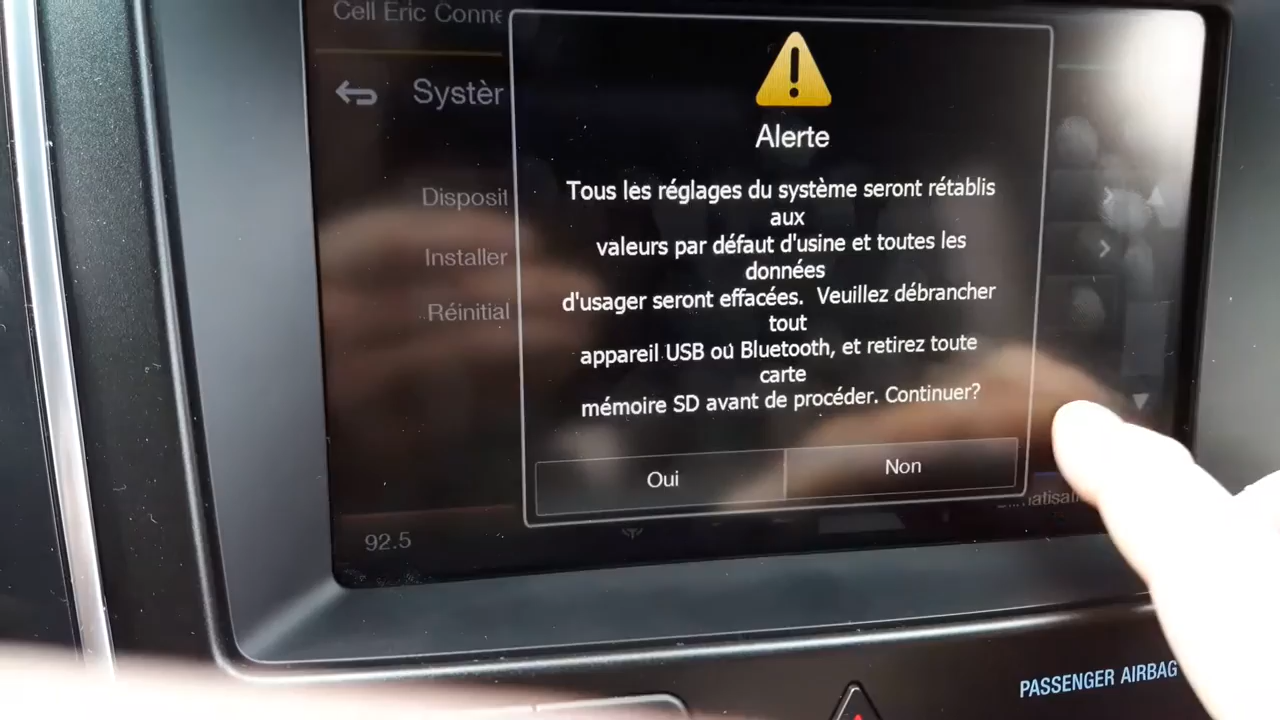 Cell Eric Conne
Systèr
Disposit
Installer
Réinitial
Alerte
Tous les réglages du système seront rétablis
aux
valeurs par défaut d'usine et toutes les
données
d'usager seront effacées. Veuillez débrancher
tout
appareil USB ou Bluetooth, et retirez toute
carte
mémoire SD avant de procéder. Continuer?
Oui
Non
92.5
PASSENGER AIRBAG